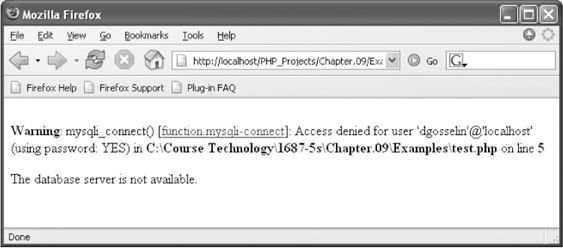 Mozilla Firefox
File Edit View Go Bookmarks Tools Help
http://localhost/PHP_Projects/Chapter.09/Exa Go G
Firefox Help Firefox Support Plug-in FAQ
Warning: mysqli_connect() [function.mysqli-connect]: Access denied for user 'dgosselin'@'localhost'
(using password: YES) in C:\Course Technology\1687-5s\Chapter.09\Examples\test.php on line 5
The database server is not available.
Done